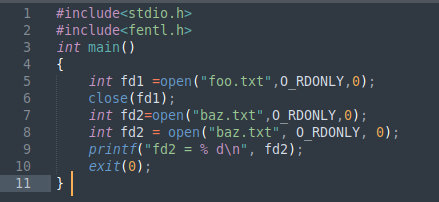 1 #include<stdio.h>
2 #include<fentl.h>
3 int main()
4 {
5 int fd1 =open("foo.txt",O_RDONLY,0);
6 close(fd1);
7 int fd2=open("baz.txt",O_RDONLY,0);
8 int fd2 = open("baz.txt", O_RDONLY, 0);
9 printf("fd2 = % d\n", fd2);
10 exit(0);
11 }